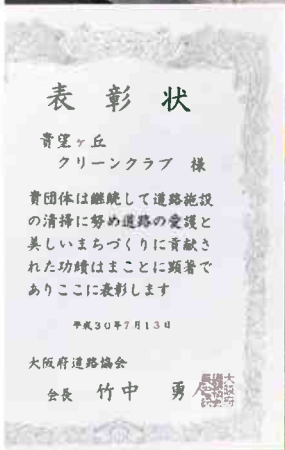 表彰状
貴望ヶ丘
クリーンクラブ 様
貴団体は継続して道路施設
の清掃に努め道路の愛護と
美しいまちづくりに貢献さ
れた功績はまことに顕著で
ありここに表彰します
平成30年7月13日
大阪府道路協会
会長 竹中 勇人